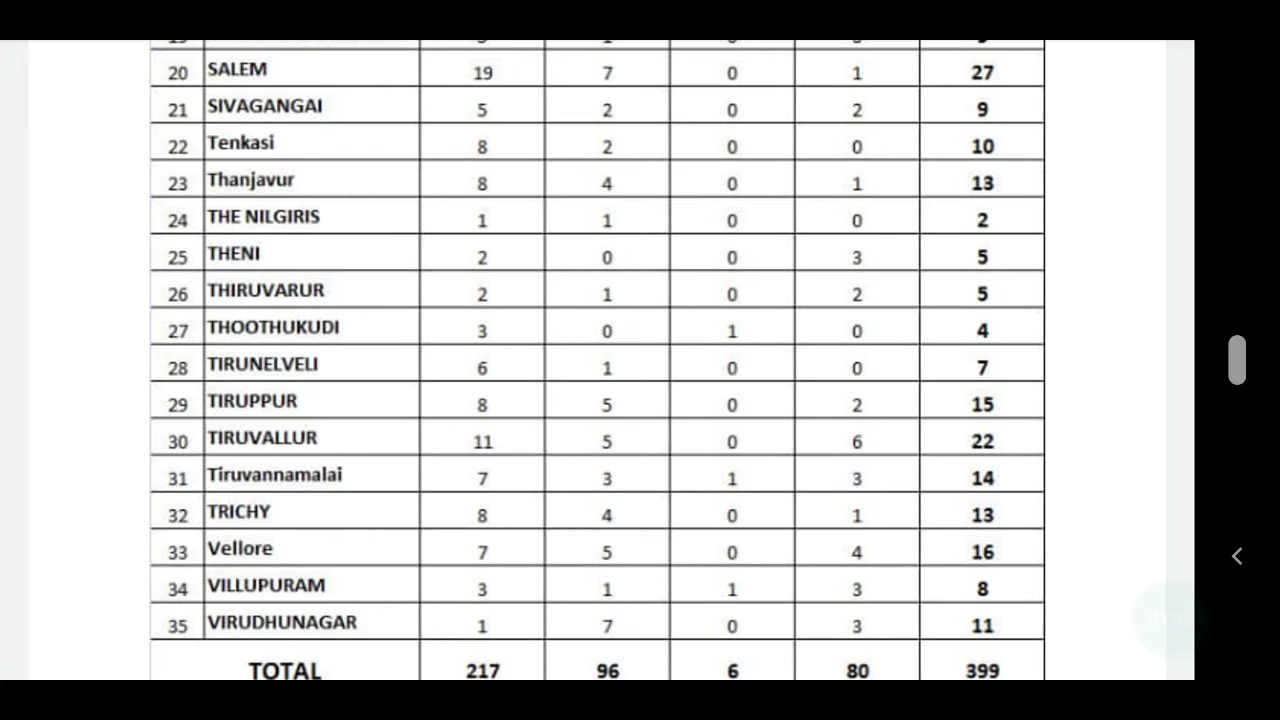 20 SALEM 19 7 0 1 27
21 SIVAGANGAI 5 2 0 2 9
22 Tenkasi 8 2 0 0 10
23 Thanjavur 8 4 0 1 13
24 THE NILGIRIS 1 1 0 0 2
25 THENI 2 0 0 3 5
26 THIRUVARUR 2 1 0 2 5
27 THOOTHUKUDI 3 0 1 0 4
28 TIRUNELVELI 6 1 0 0 7
29 TIRUPPUR 8 5 0 2 15
30 TIRUVALLUR 11 5 0 6 22
31 Tiruvannamalai 7 3 1 3 14
32 TRICHY 8 4 0 1 13
33 Vellore 7 5 0 4 16
34 VILLUPURAM 3 1 1 3 8
35 VIRUDHUNAGAR 1 7 0 3 11
TOTAL 217 96 6 80 399